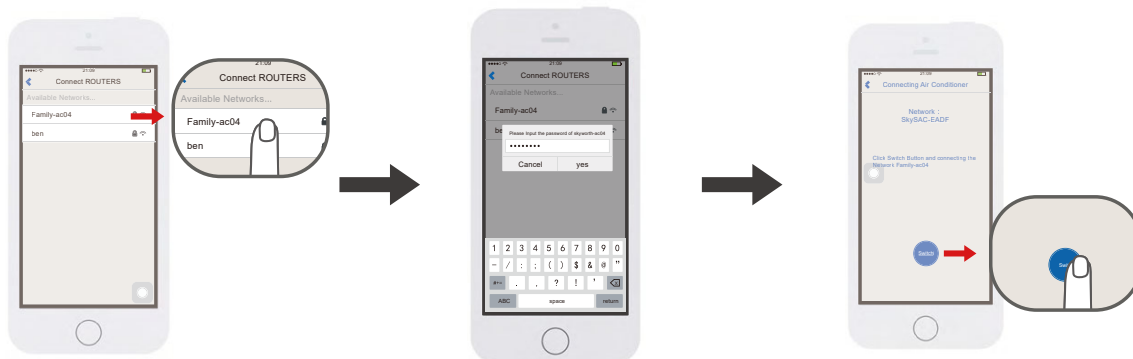 21:09
Connect ROUTERS
Available Networks...
Family-ac04
ben
21:09
Connect ROUTERS
Available Networks...
Family-ac04
ben
21:09
Connect ROUTERS
Available Networks...
Family-ac04
be
Please Input the password of skyworth-ac04
••••••••
Cancel yes
1 2 3 4 5 6 7 8 9 0
- / : ; ( ) $ & @ "
#+= . , ? ! '
ABC space return
21:09
Connecting Air Conditioner
Network :
SkySAC-EADF
Click Switch Button and connecting the
Network Family-ac04
Switch